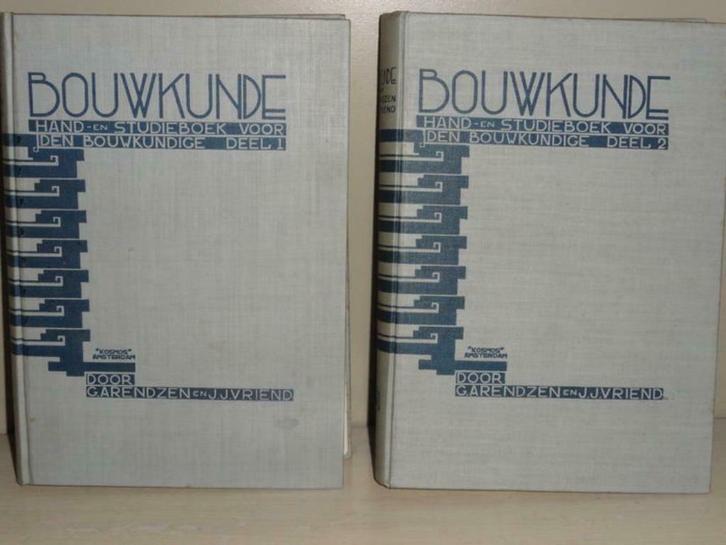 BOUWKUNDE
HAND-EN STUDIEBOEK VOOR
DEN BOUWKUNDIGE DEEL 1
"KOSMOS"
AMSTERDAM
DOOR
G.ARENDZEN EN J.J.VRIEND
BOUWKUNDE
HAND-EN STUDIEBOEK VOOR
DEN BOUWKUNDIGE DEEL 2
"KOSMOS"
AMSTERDAM
DOOR
G.ARENDZEN EN J.J.VRIEND